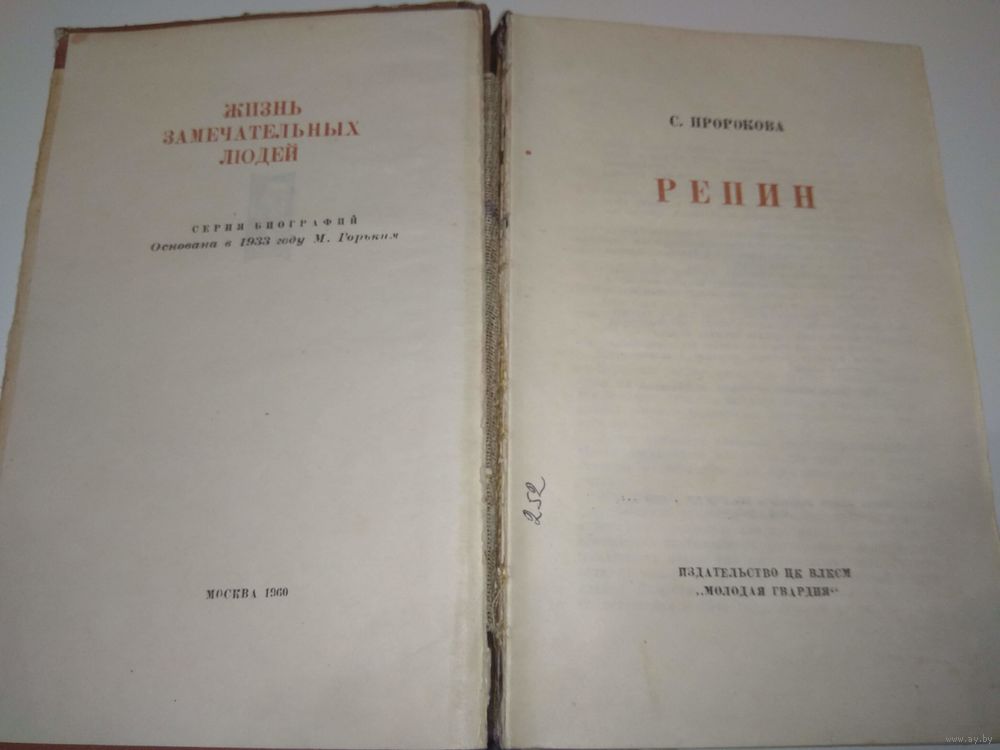 ЖИЗНЬ
ЗАМЕЧАТЕЛЬНЫХ
ЛЮДЕЙ
СЕРИЯ БИОГРАФИЙ
Основана в 1933 году М. Горьким
МОСКВА 1960
С. ПРОРОКОВА
РЕПИН
252
ИЗДАТЕЛЬСТВО ЦК ВЛКСМ
„МОЛОДАЯ ГВАРДИЯ“
www.ay.by